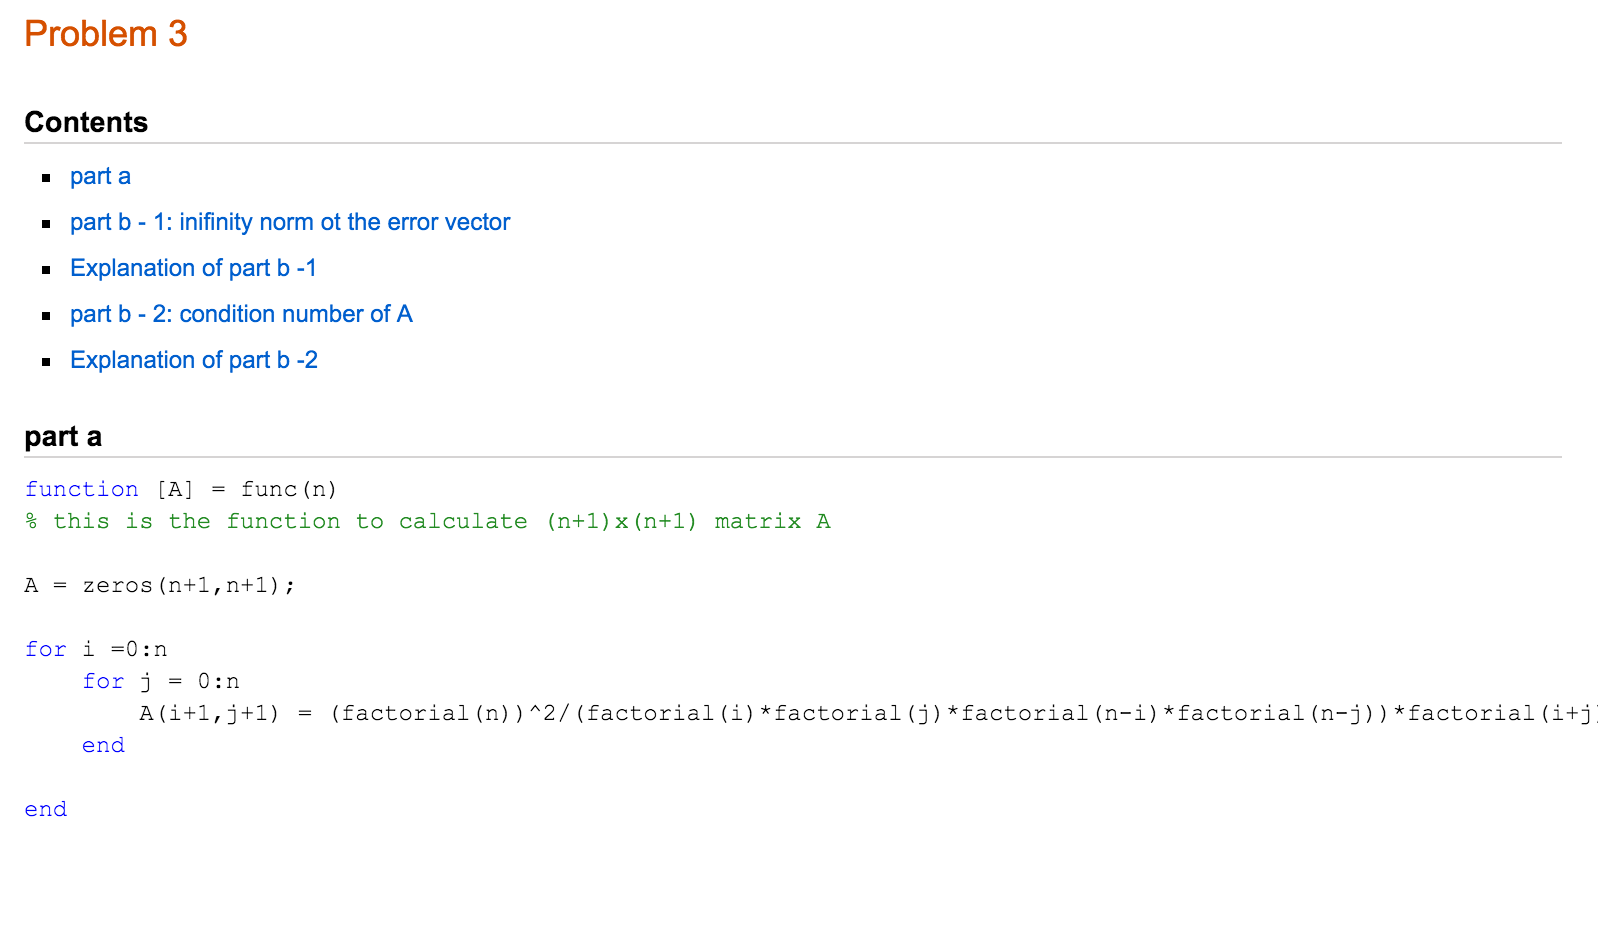 Problem 3
Contents
part a
part b - 1: inifinity norm ot the error vector
Explanation of part b -1
part b - 2: condition number of A
Explanation of part b -2
part a
function [A] = func(n)
% this is the function to calculate (n+1)x(n+1) matrix A
A = zeros(n+1,n+1);
for i =0:n
for j = 0:n
A(i+1,j+1) = (factorial(n))^2/(factorial(i)*factorial(j)*factorial(n-i)*factorial(n-j))*factorial(i+j)
end
end